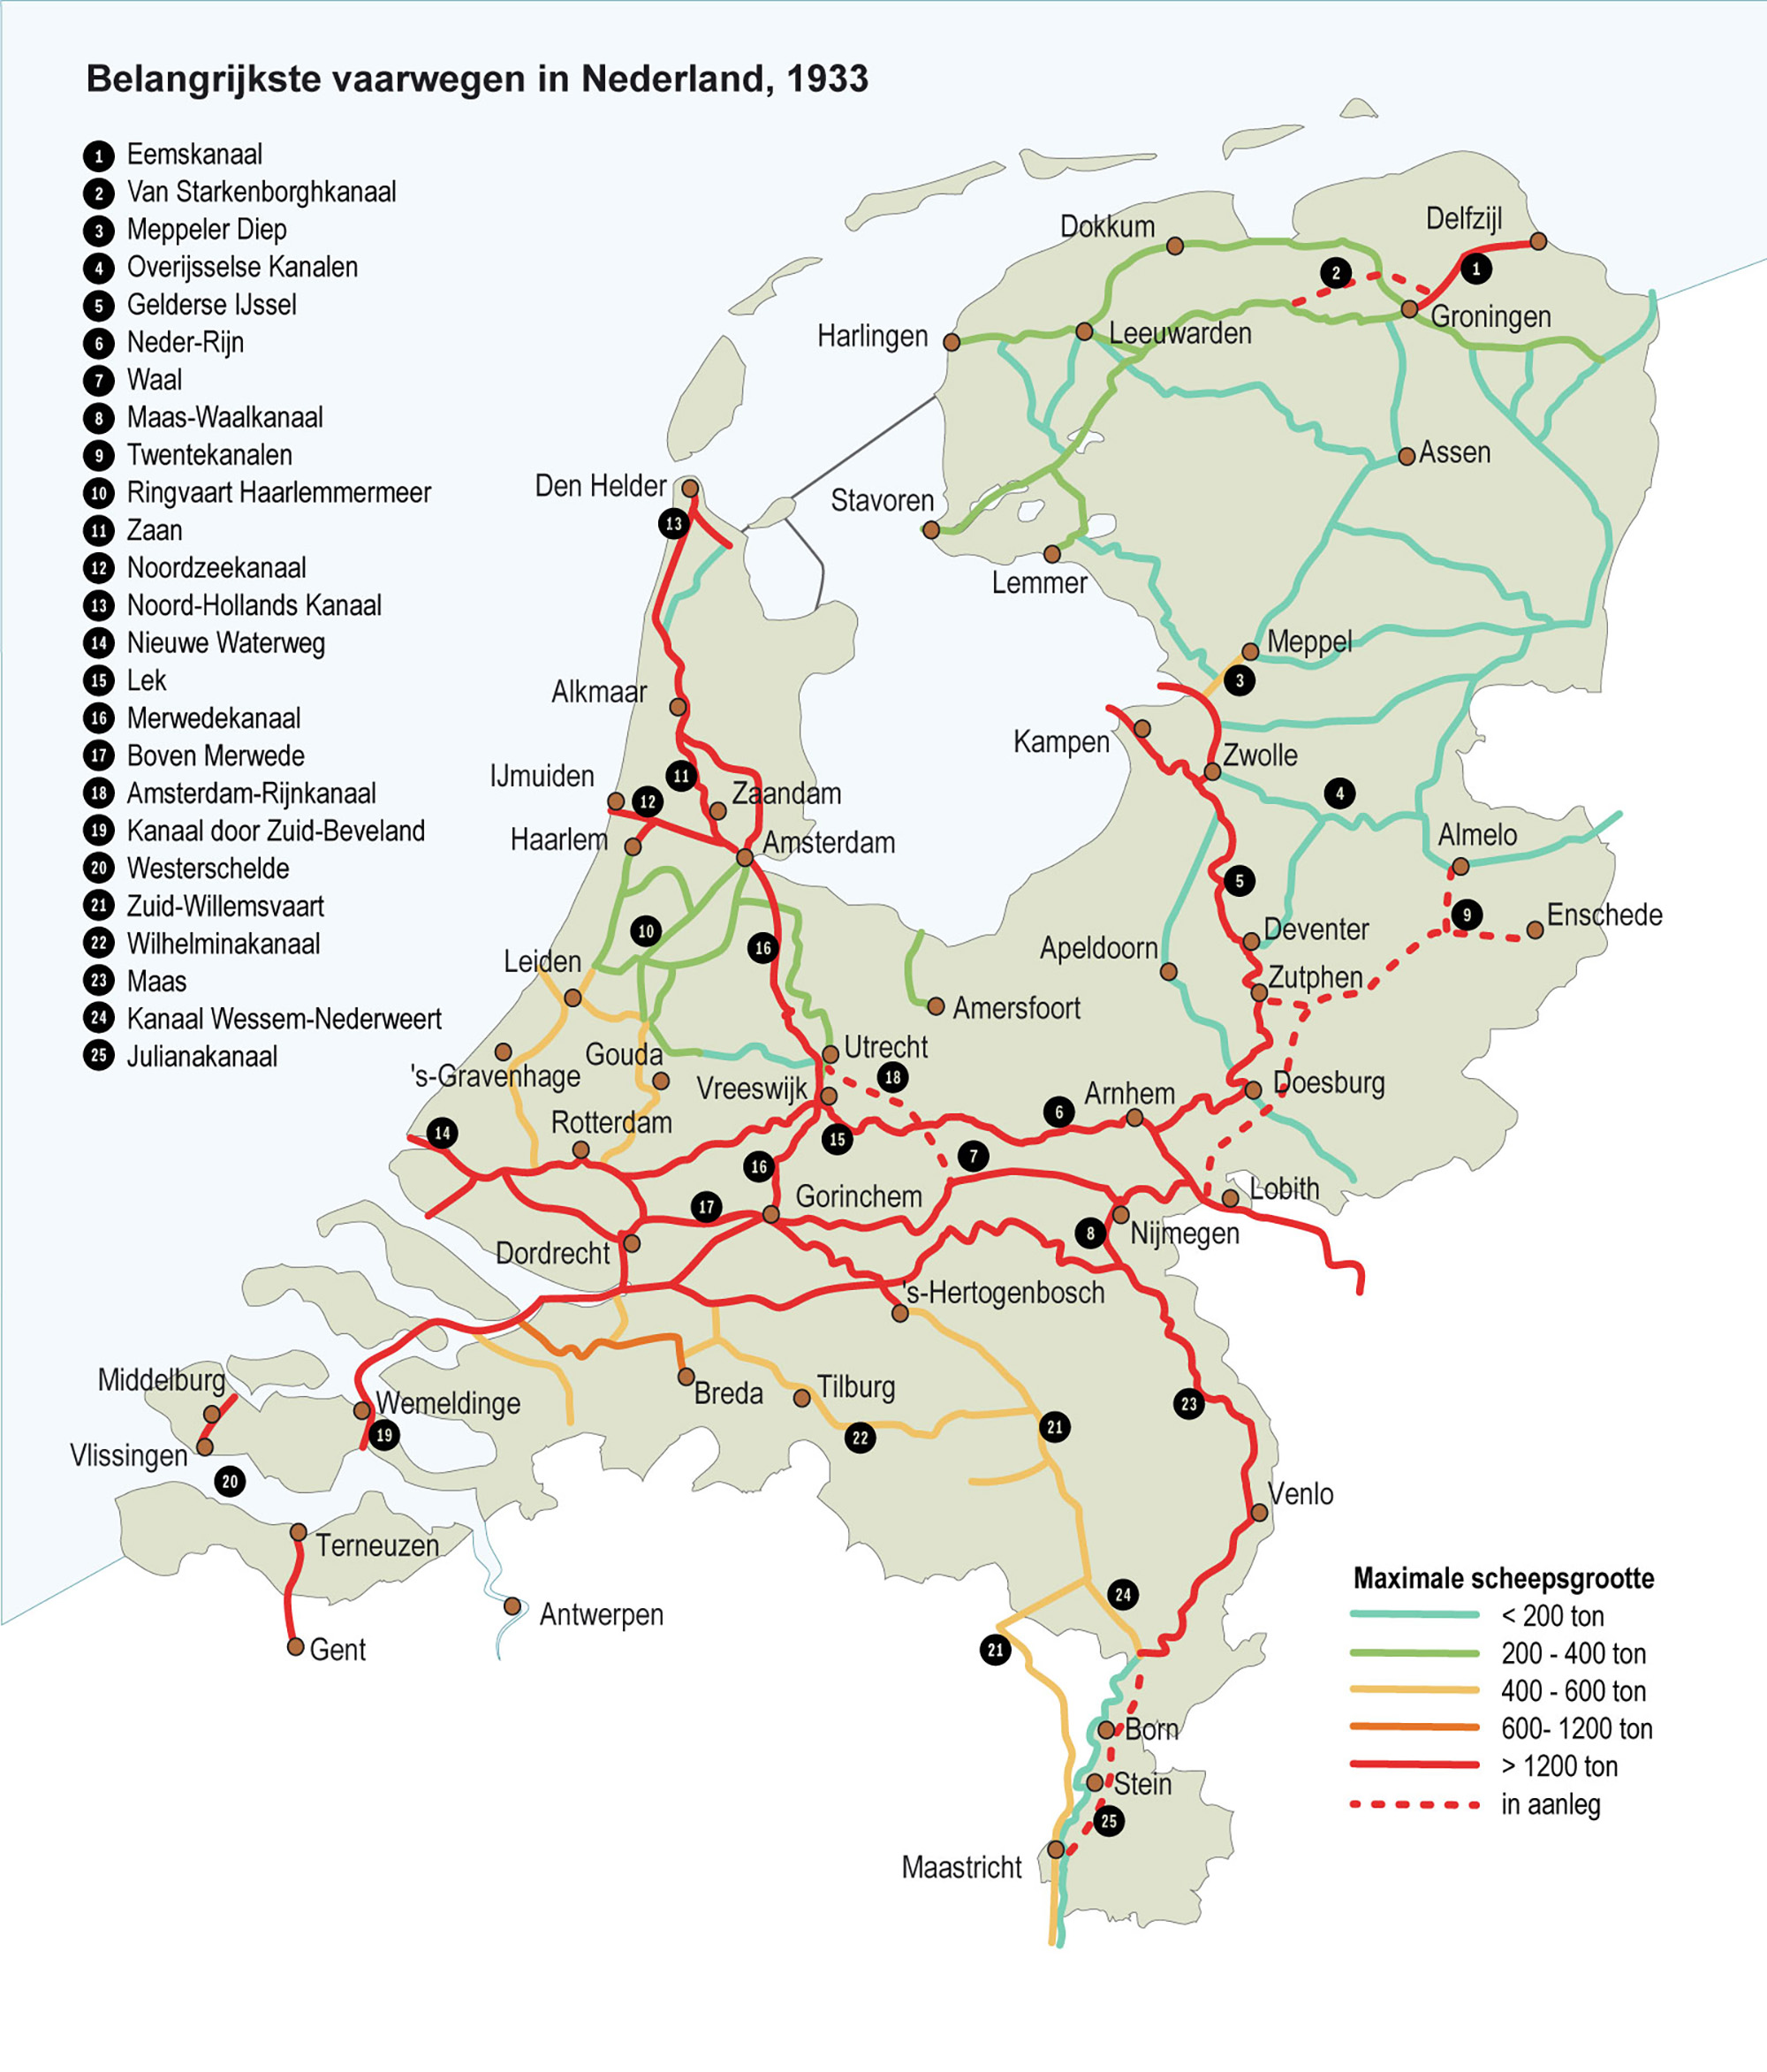 Belangrijkste vaarwegen in Nederland, 1933
1 Eemskanaal
2 Van Starkenborghkanaal
3 Meppeler Diep
4 Overijsselse Kanalen
5 Gelderse IJssel
6 Neder-Rijn
7 Waal
8 Maas-Waalkanaal
9 Twentekanalen
10 Ringvaart Haarlemmermeer
11 Zaan
12 Noordzeekanaal
13 Noord-Hollands Kanaal
14 Nieuwe Waterweg
15 Lek
16 Merwedekanaal
17 Boven Merwede
18 Amsterdam-Rijnkanaal
19 Kanaal door Zuid-Beveland
20 Westerschelde
21 Zuid-Willemsvaart
22 Wilhelminakanaal
23 Maas
24 Kanaal Wessem-Nederweert
25 Julianakanaal
Dokkum
Delfzijl
2
1
Groningen
Harlingen
Leeuwarden
Assen
Den Helder
13
Stavoren
Lemmer
Meppel
3
Alkmaar
Kampen
Zwolle
IJmuiden
11
12
Zaandam
4
Haarlem
Amsterdam
Almelo
5
9
Enschede
10
16
Deventer
Apeldoorn
Leiden
Zutphen
Amersfoort
Gouda
Utrecht
's-Gravenhage
18
Vreeswijk
Arnhem
Doesburg
6
Rotterdam
14
15
7
16
Gorinchem
Lobith
17
8
Nijmegen
Dordrecht
's-Hertogenbosch
Middelburg
Wemeldinge
Breda
Tilburg
23
19
22
21
Vlissingen
20
Venlo
Terneuzen
24
Antwerpen
Gent
21
Born
Stein
25
Maastricht
Maximale scheepsgrootte
< 200 ton
200 - 400 ton
400 - 600 ton
600- 1200 ton
> 1200 ton
in aanleg